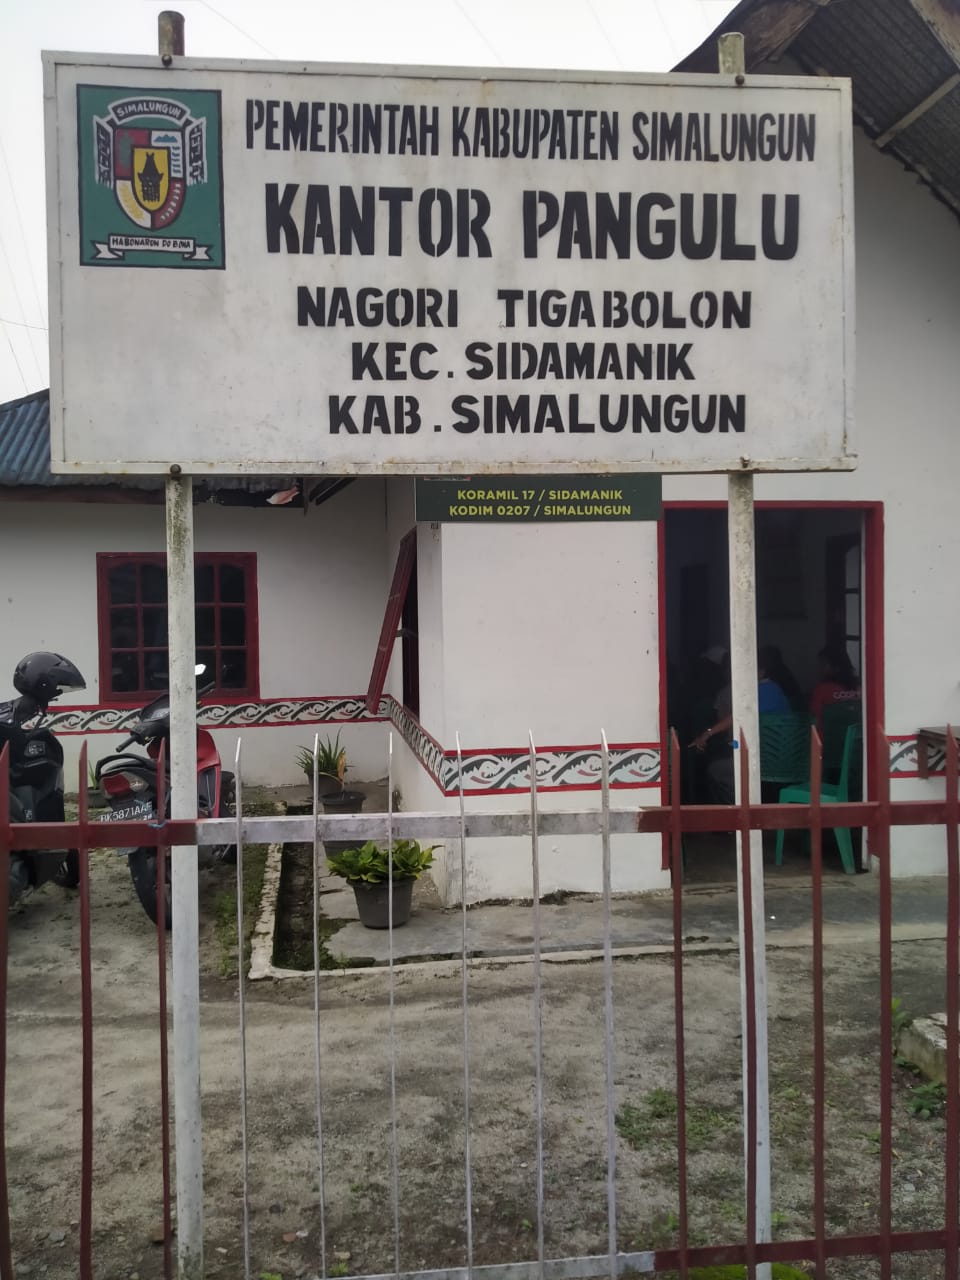 SIMALUNGUN
HABONARON DO BONA
PEMERINTAH KABUPATEN SIMALUNGUN
KANTOR PANGULU
NAGORI TIGABOLON
KEC. SIDAMANIK
KAB. SIMALUNGUN
KORAMIL 17 / SIDAMANIK
KODIM 0207 / SIMALUNGUN